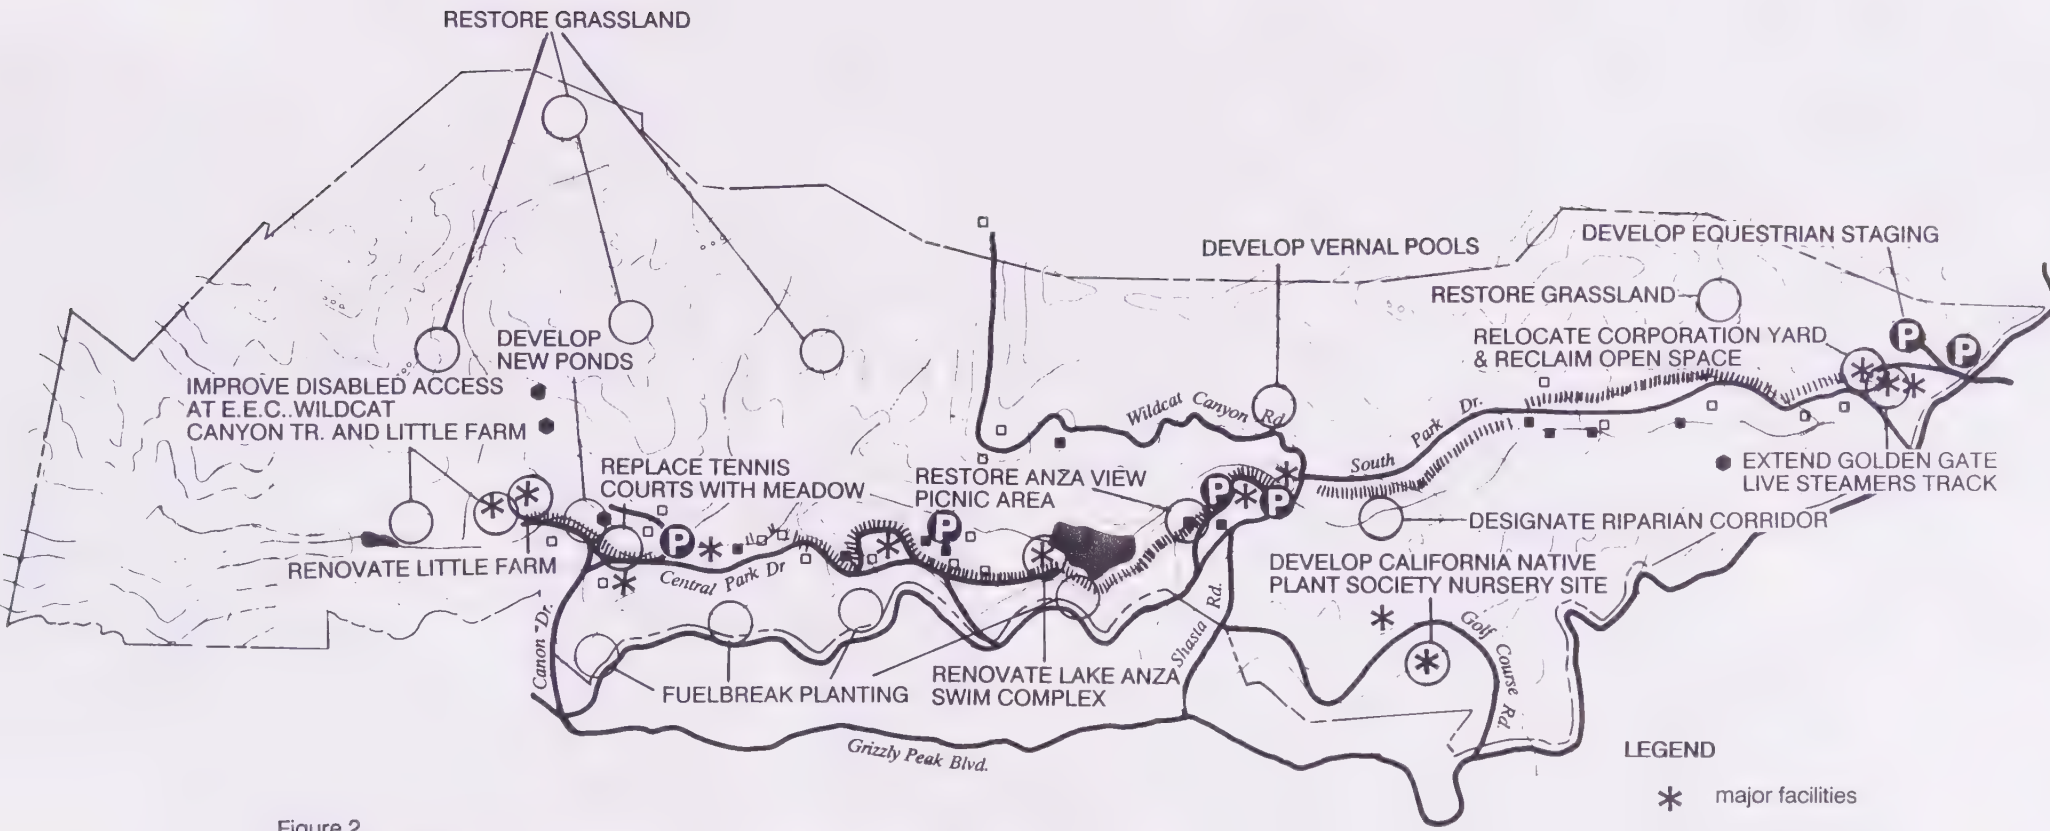 RESTORE GRASSLAND
DEVELOP VERNAL POOLS
DEVELOP EQUESTRIAN STAGING
RESTORE GRASSLAND
DEVELOP
NEW PONDS
RELOCATE CORPORATION YARD
& RECLAIM OPEN SPACE
P
P
IMPROVE DISABLED ACCESS
AT E.E.C..WILDCAT
CANYON TR. AND LITTLE FARM
Wildcat Canyon Rd.
South Park Dr.
REPLACE TENNIS
COURTS WITH MEADOW
RESTORE ANZA VIEW
PICNIC AREA
EXTEND GOLDEN GATE
LIVE STEAMERS TRACK
P
P
P
P
DESIGNATE RIPARIAN CORRIDOR
RENOVATE LITTLE FARM
Central Park Dr
DEVELOP CALIFORNIA NATIVE
PLANT SOCIETY NURSERY SITE
Canon Dr.
Shasta Rd.
Golf Course Rd.
FUELBREAK PLANTING
RENOVATE LAKE ANZA
SWIM COMPLEX
Grizzly Peak Blvd.
LEGEND
major facilities
Figure 2